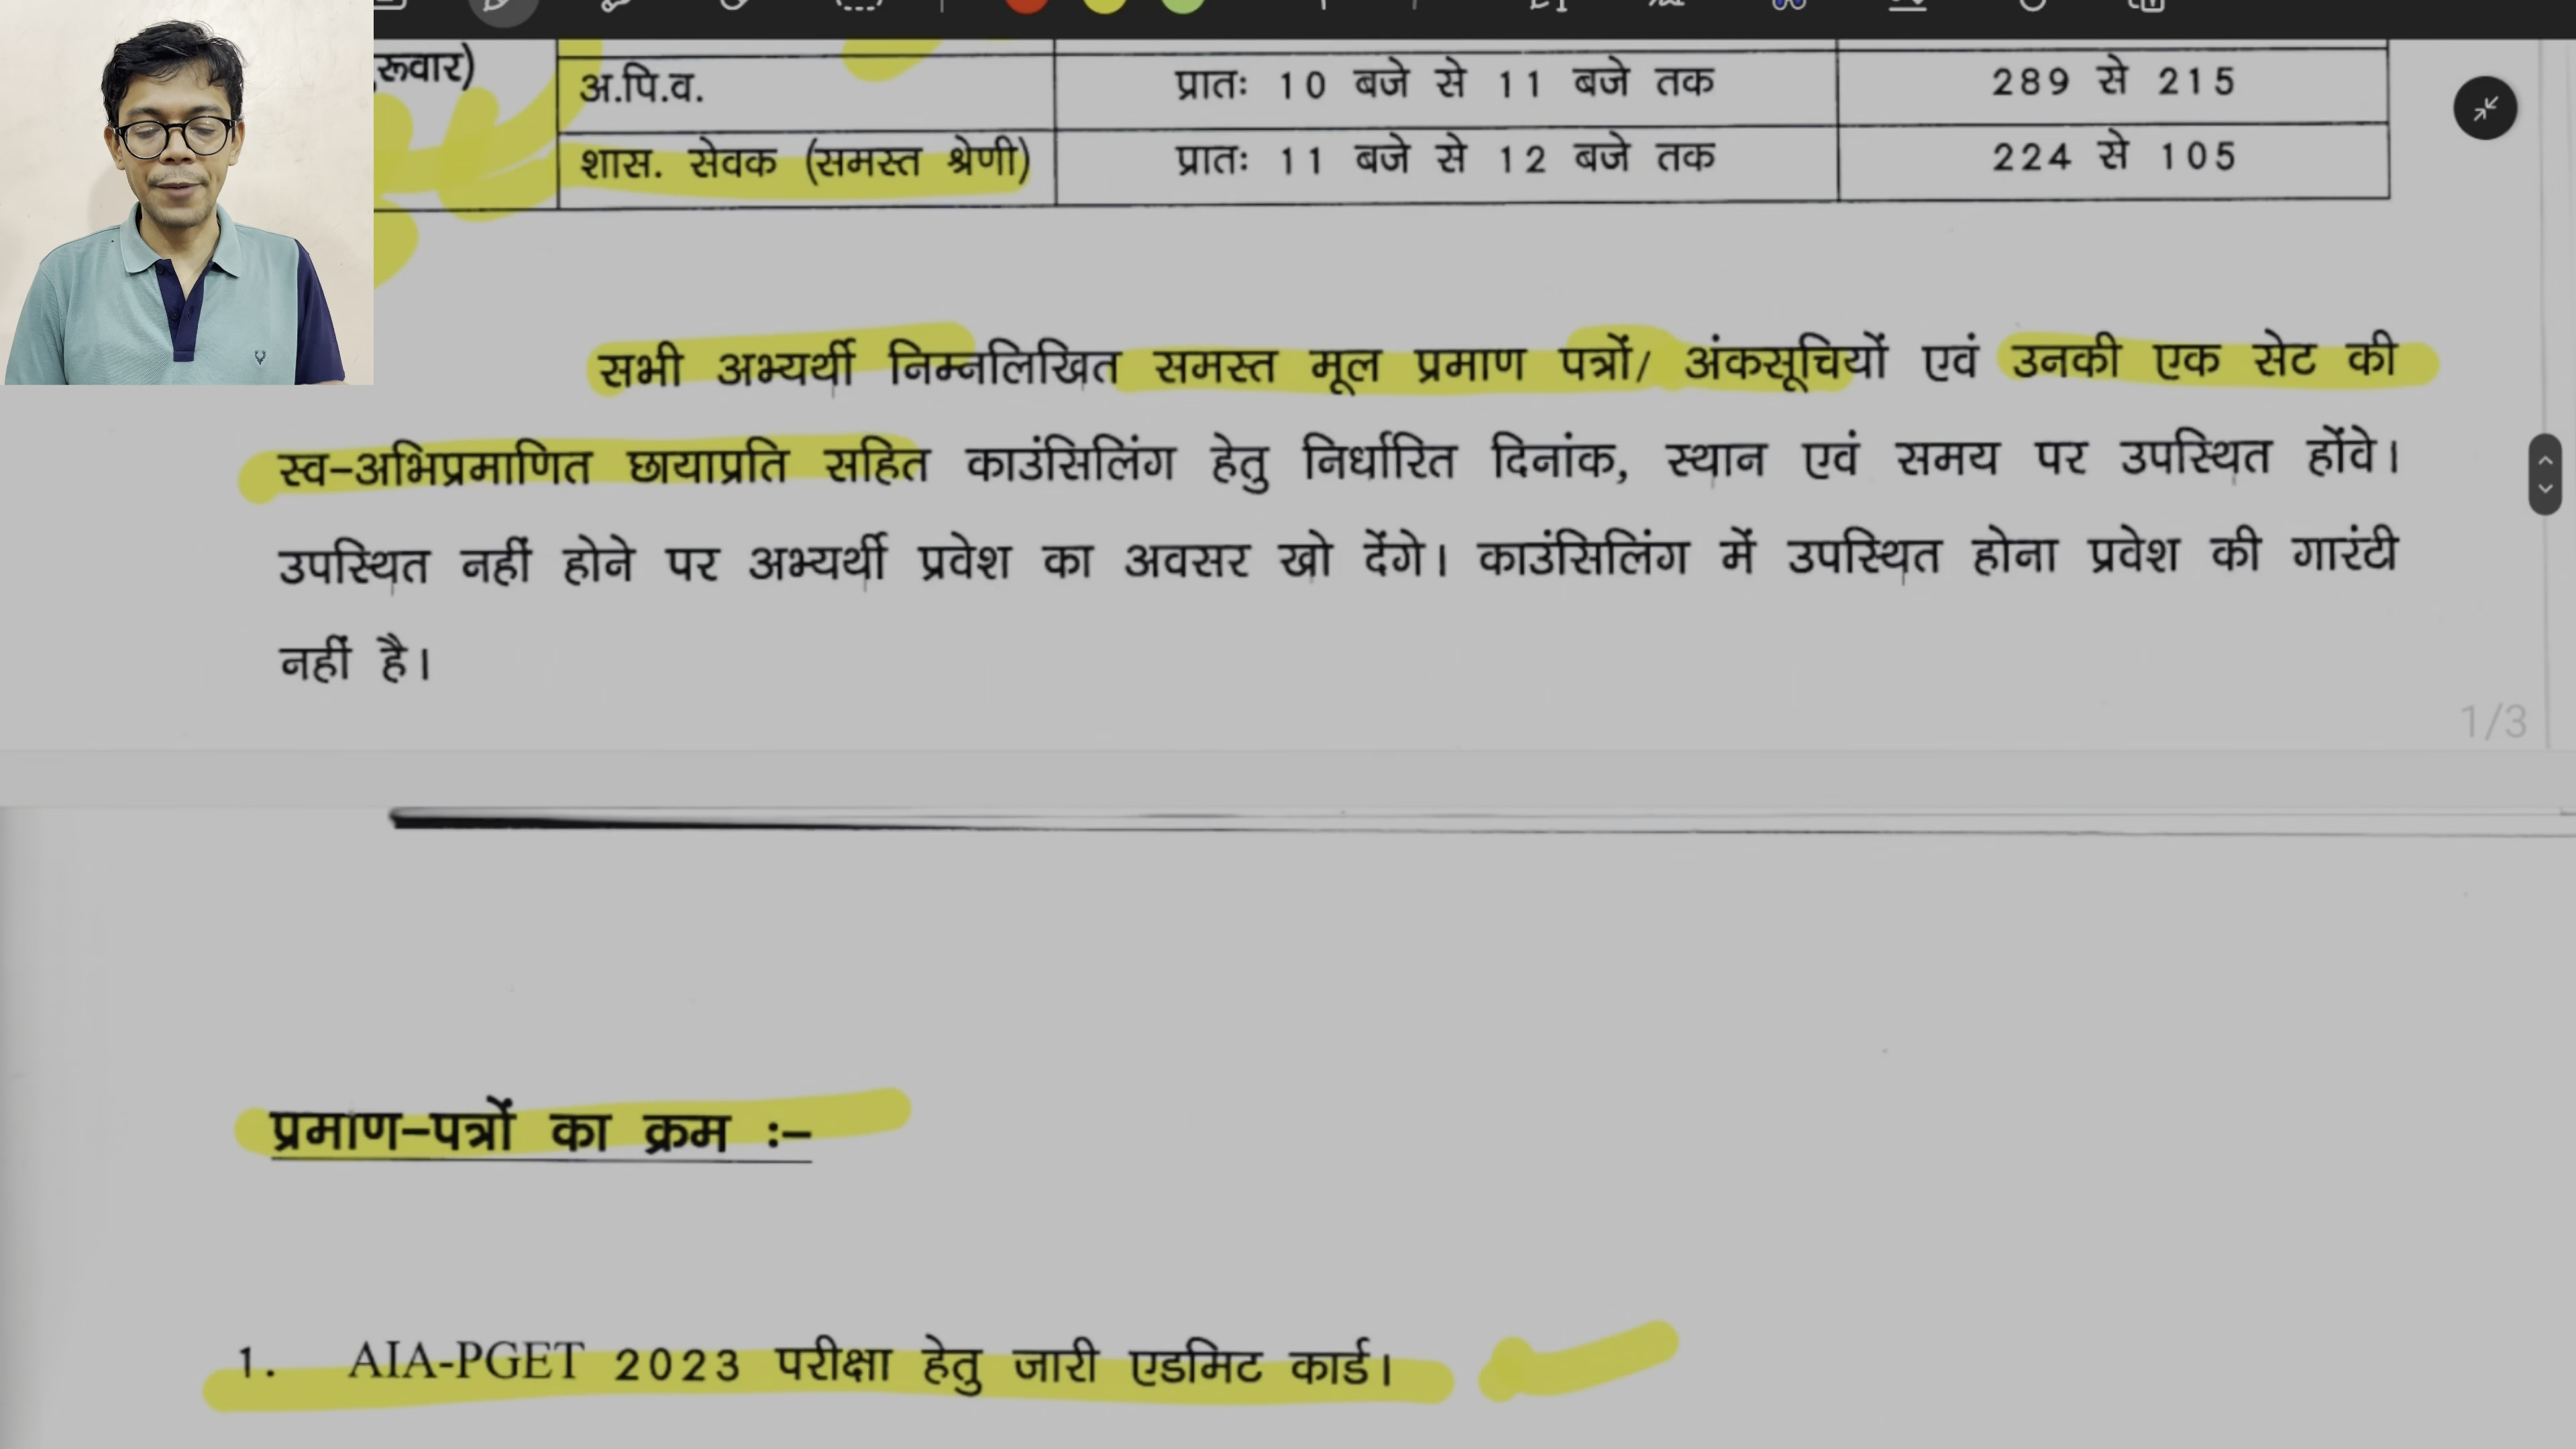 रूवार)
अ.पि.व. प्रातः 10 बजे से 11 बजे तक 289 से 215
शास. सेवक (समस्त श्रेणी) प्रातः 11 बजे से 12 बजे तक 224 से 105
सभी अभ्यर्थी निम्नलिखित समस्त मूल प्रमाण पत्रों/ अंकसूचियों एवं उनकी एक सेट की
स्व-अभिप्रमाणित छायाप्रति सहित काउंसिलिंग हेतु निर्धारित दिनांक, स्थान एवं समय पर उपस्थित होंवे।
उपस्थित नहीं होने पर अभ्यर्थी प्रवेश का अवसर खो देंगे। काउंसिलिंग में उपस्थित होना प्रवेश की गारंटी
नहीं है।
1/3
प्रमाण-पत्रों का क्रम :-
1. AIA-PGET 2023 परीक्षा हेतु जारी एडमिट कार्ड।